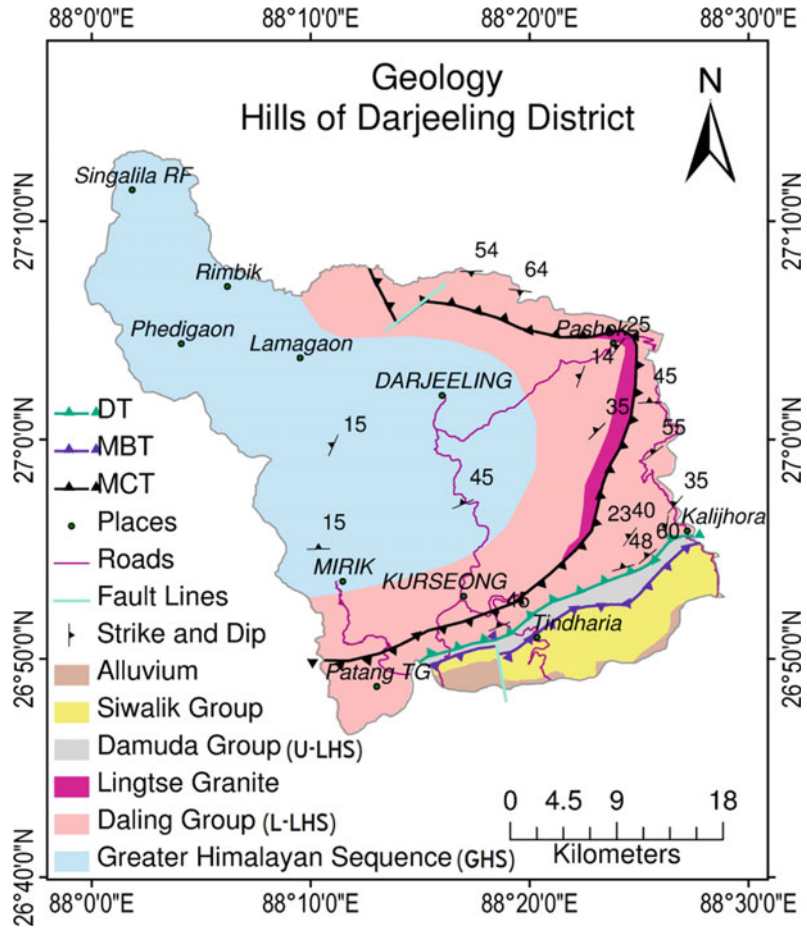 88°0'0"E 88°10'0"E 88°20'0"E 88°30'0"E
Geology
Hills of Darjeeling District
N
27°10'0"N
27°0'0"N
26°50'0"N
26°40'0"N
27°10'0"N
27°0'0"N
26°50'0"N
26°40'0"N
Singalila RF
54
64
Rimbik
Phedigaon
Pashok
25
Lamagaon
14
DARJEELING
45
35
15
55
45
35
15
2340
Kalijhora
60
48
MIRIK
KURSEONG
45
Tindharia
Patang TG
DT
MBT
MCT
Places
Roads
Fault Lines
Strike and Dip
Alluvium
Siwalik Group
Damuda Group (U-LHS)
Lingtse Granite
Daling Group (L-LHS)
Greater Himalayan Sequence (GHS)
0 4.5 9 18
Kilometers
88°0'0"E 88°10'0"E 88°20'0"E 88°30'0"E